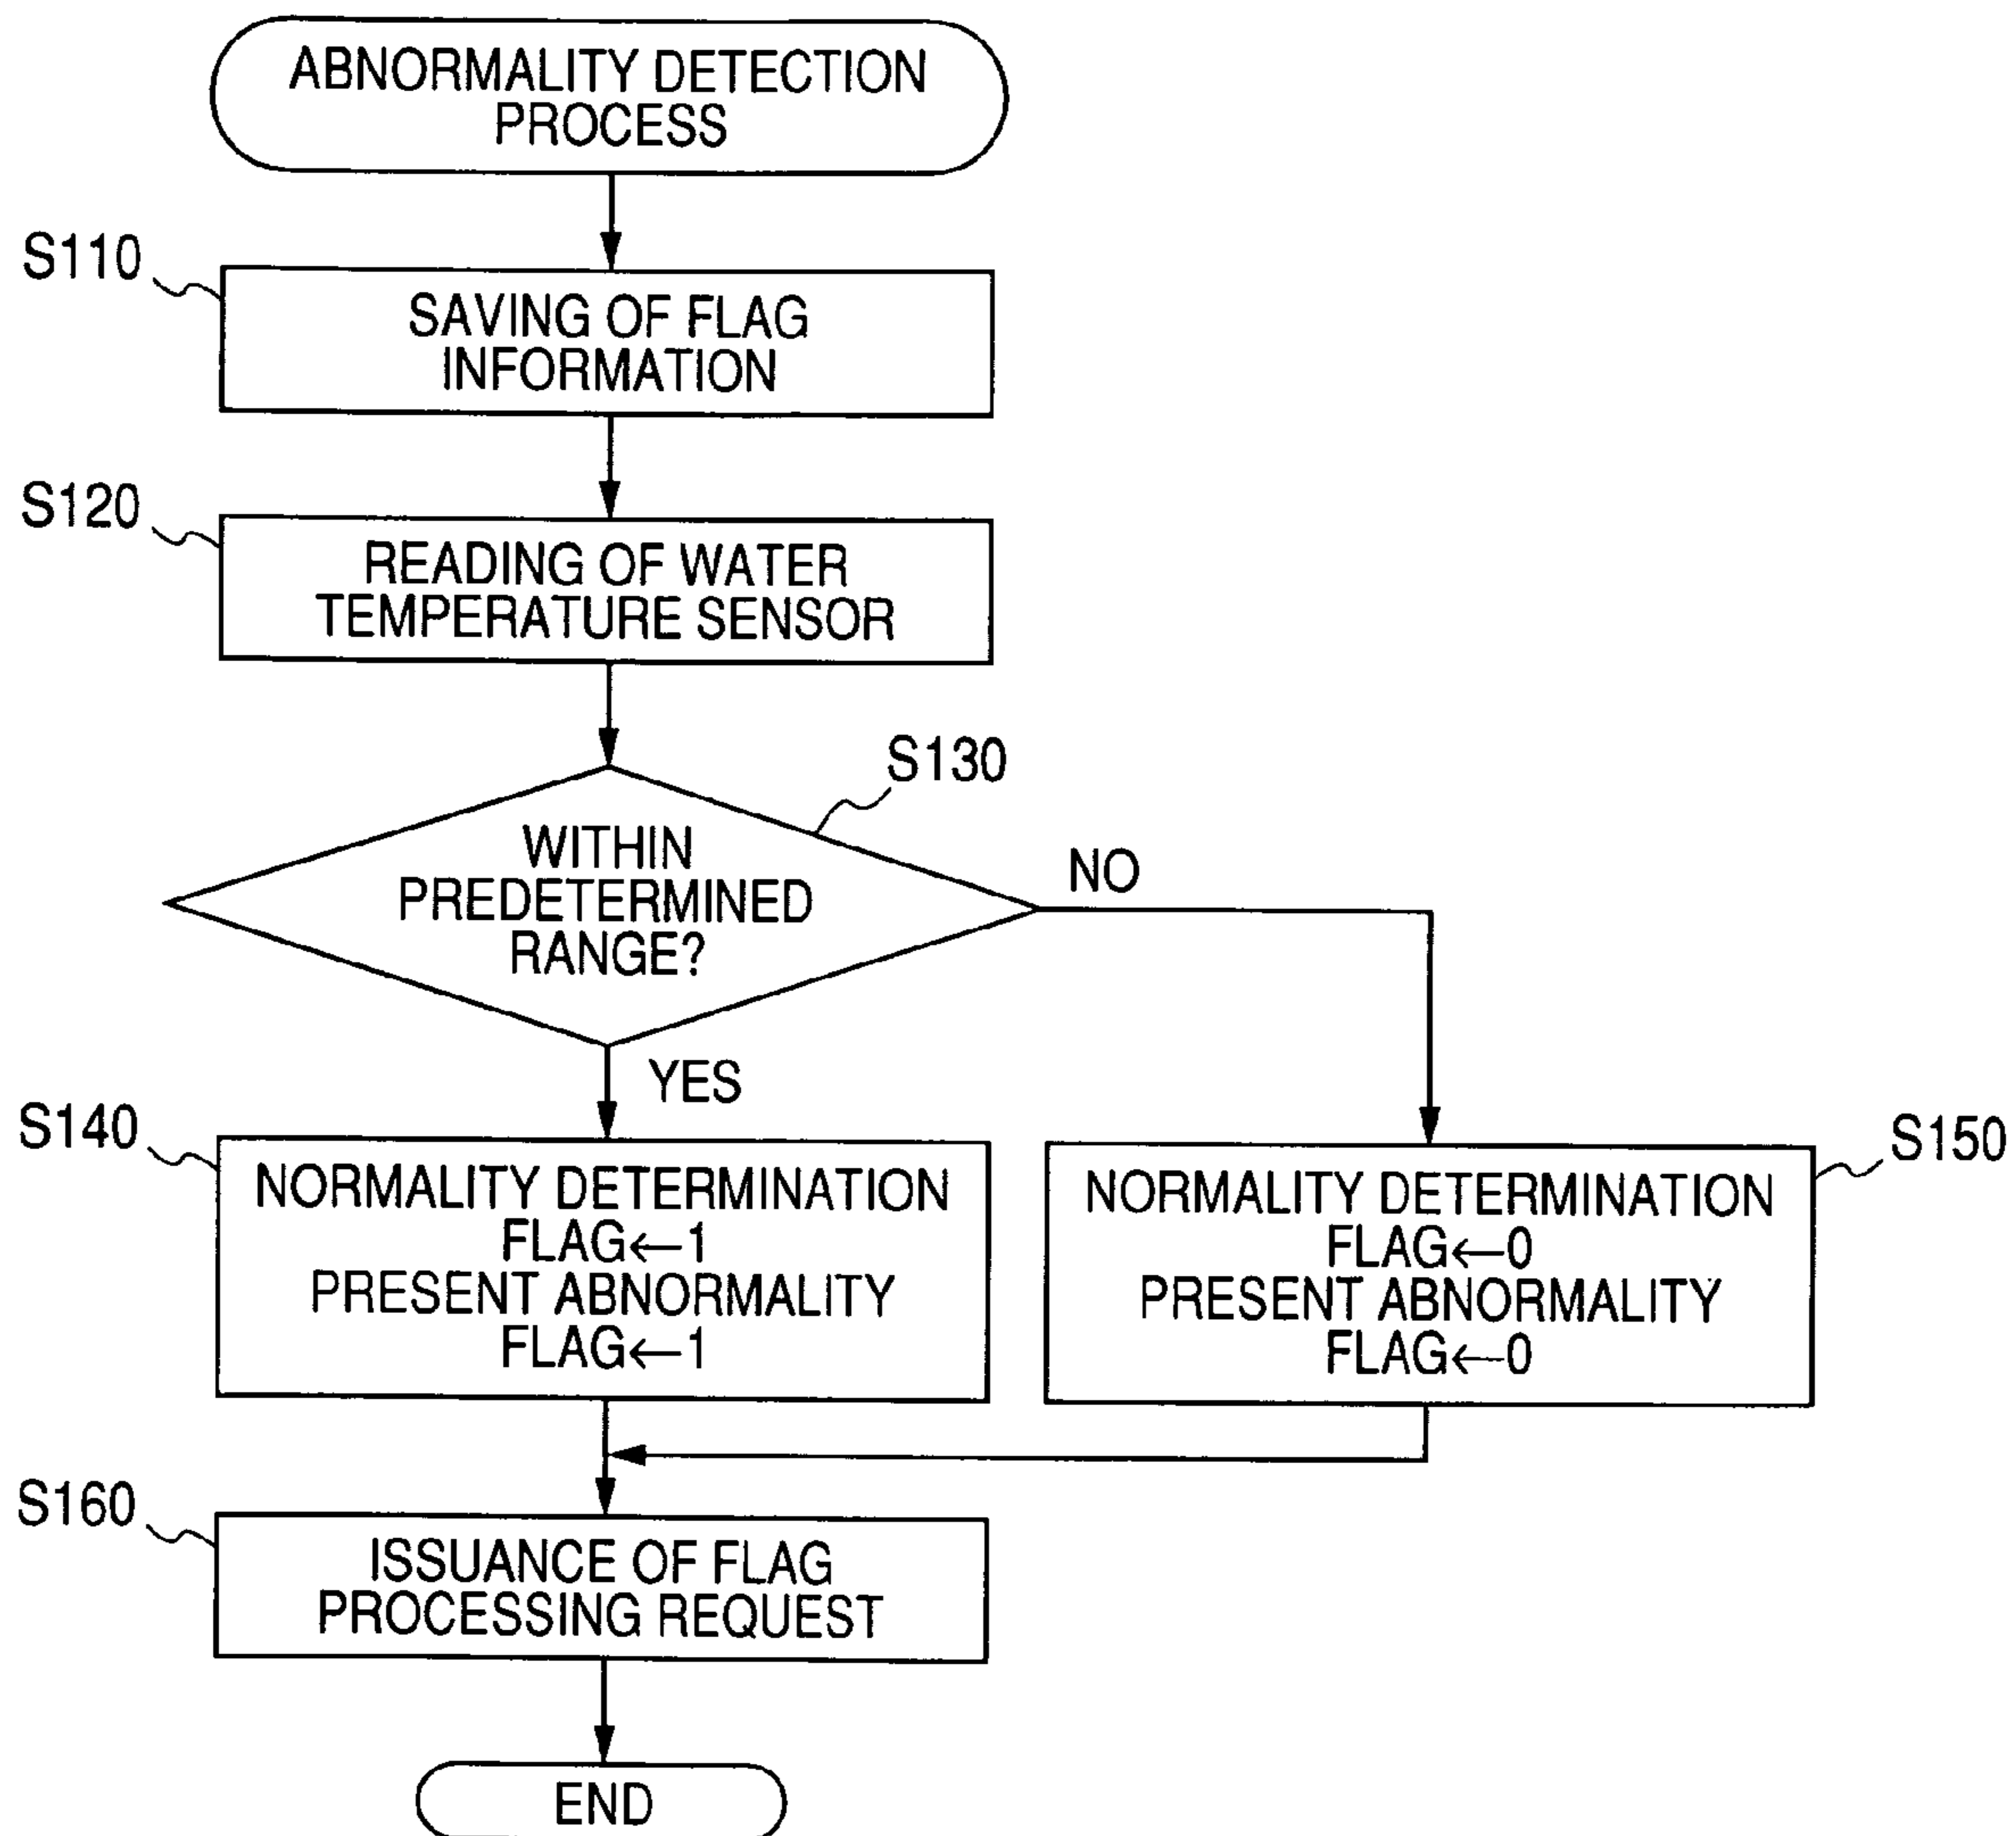 ABNORMALITY DETECTION
PROCESS
S110
SAVING OF FLAG
INFORMATION
S120
READING OF WATER
TEMPERATURE SENSOR
S130
WITHIN
PREDETERMINED
RANGE?
NO
YES
S140
NORMALITY DETERMINATION
FLAG←1
PRESENT ABNORMALITY
FLAG←1
S150
NORMALITY DETERMINATION
FLAG←0
PRESENT ABNORMALITY
FLAG←0
S160
ISSUANCE OF FLAG
PROCESSING REQUEST
END